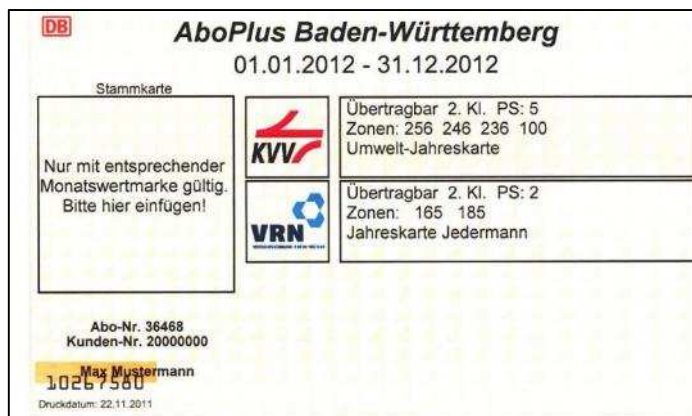 DB
AboPlus Baden-Württemberg
01.01.2012 - 31.12.2012
Stammkarte
Nur mit entsprechender
Monatswertmarke gültig.
Bitte hier einfügen!
KVV
Übertragbar 2. Kl. PS: 5
Zonen: 256 246 236 100
Umwelt-Jahreskarte
VRN
Übertragbar 2. Kl. PS: 2
Zonen: 165 185
Jahreskarte Jedermann
Abo-Nr. 36468
Kunden-Nr. 20000000
Max Mustermann
10267580
Druckdatum: 22.11.2011